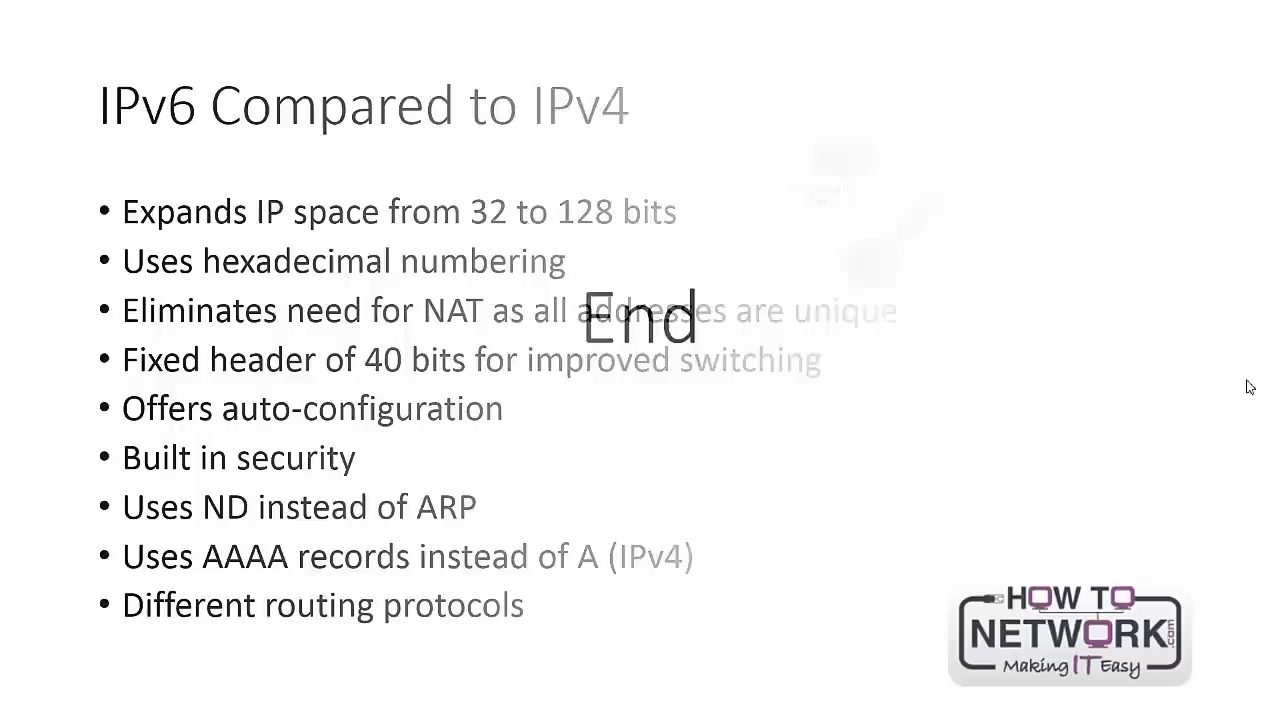 IPv6 Compared to IPv4
• Expands IP space from 32 to 128 bits
• Uses hexadecimal numbering
• Eliminates need for NAT as all addresses are unique
End
• Fixed header of 40 bits for improved switching
• Offers auto-configuration
• Built in security
• Uses ND instead of ARP
• Uses AAAA records instead of A (IPv4)
• Different routing protocols
HOW TO
NETWORK.com
Making IT Easy